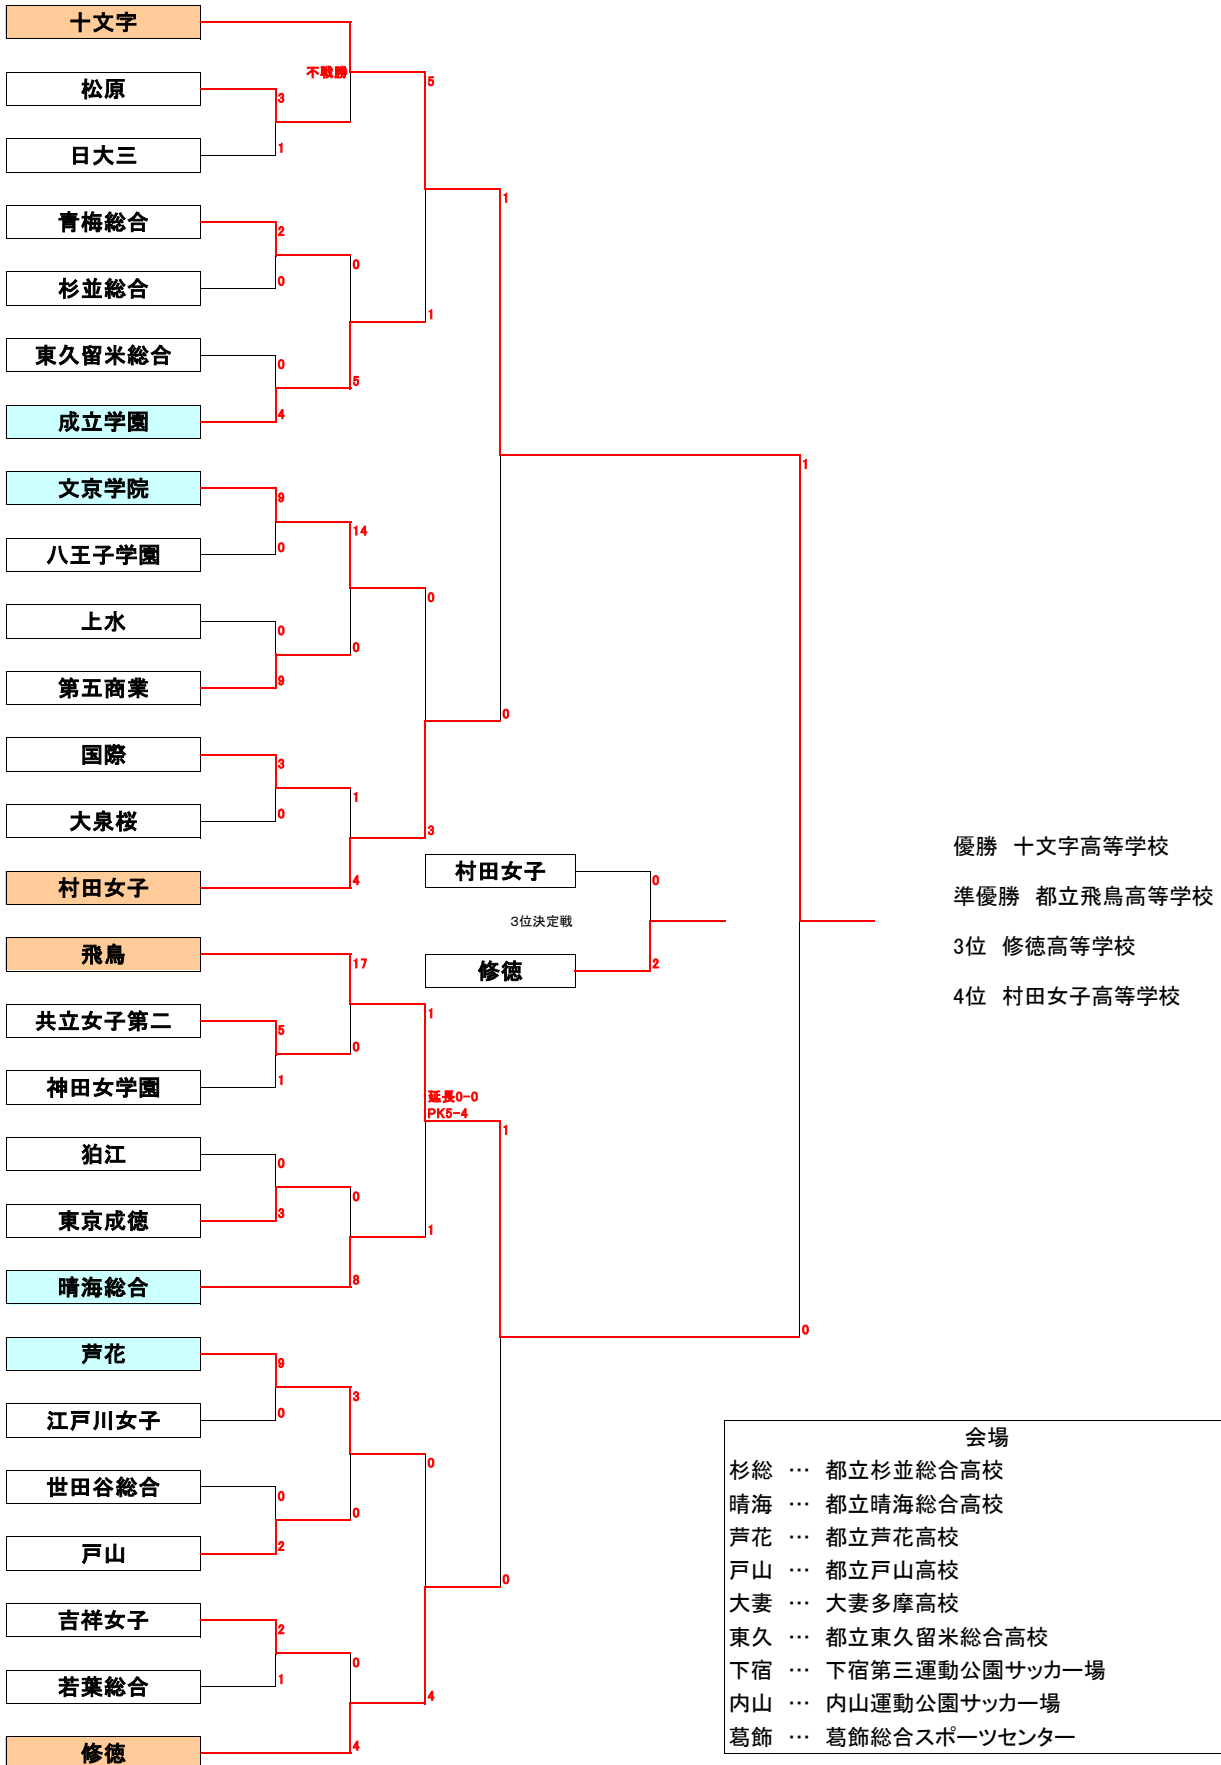 十文字
不戦勝
5
松原
3
日大三
1
1
青梅総合
2
0
杉並総合
0
1
東久留米総合
0
5
成立学園
4
1
文京学院
9
14
八王子学園
0
0
上水
0
0
第五商業
9
0
国際
3
1
大泉桜
0
3
村田女子
4
村田女子
0
3位決定戦
修徳
2
優勝 十文字高等学校
準優勝 都立飛鳥高等学校
3位 修徳高等学校
4位 村田女子高等学校
飛鳥
17
1
共立女子第二
5
0
神田女学園
1
延長0-0
PK5-4
1
狛江
0
0
東京成徳
3
1
晴海総合
8
0
芦花
9
3
江戸川女子
0
0
世田谷総合
0
0
戸山
2
0
吉祥女子
2
0
若葉総合
1
4
修徳
4
会場
杉総 … 都立杉並総合高校
晴海 … 都立晴海総合高校
芦花 … 都立芦花高校
戸山 … 都立戸山高校
大妻 … 大妻多摩高校
東久 … 都立東久留米総合高校
下宿 … 下宿第三運動公園サッカー場
内山 … 内山運動公園サッカー場
葛飾 … 葛飾総合スポーツセンター